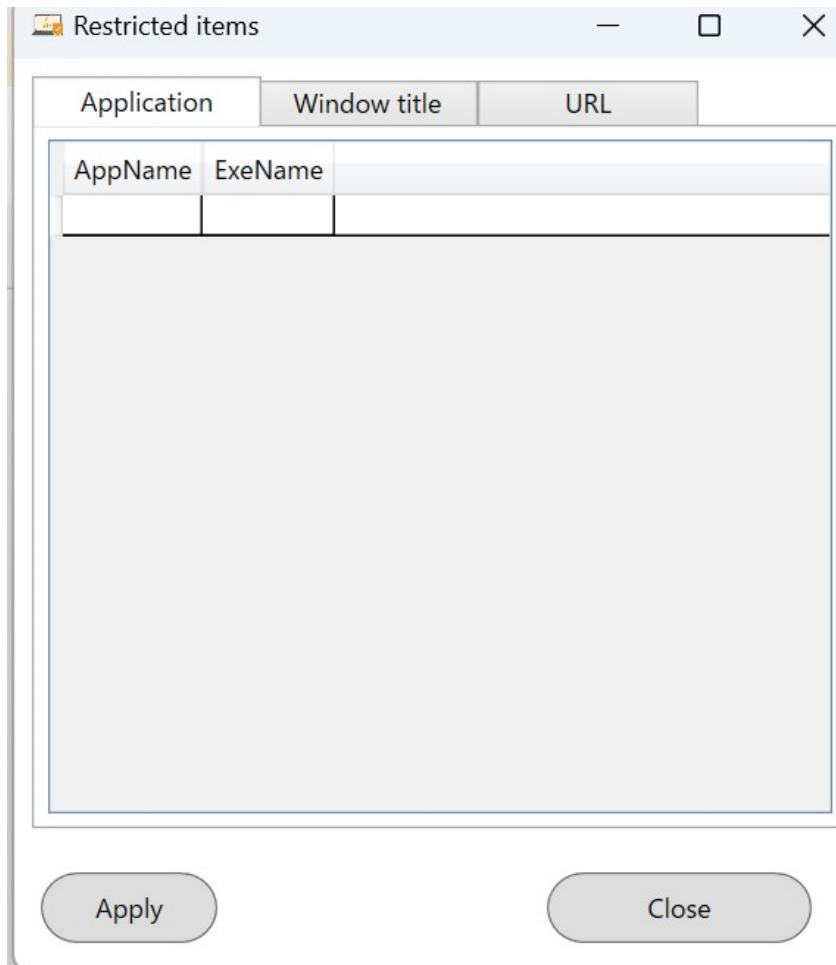 Restricted items
Application Window title URL
AppName ExeName
Apply Close